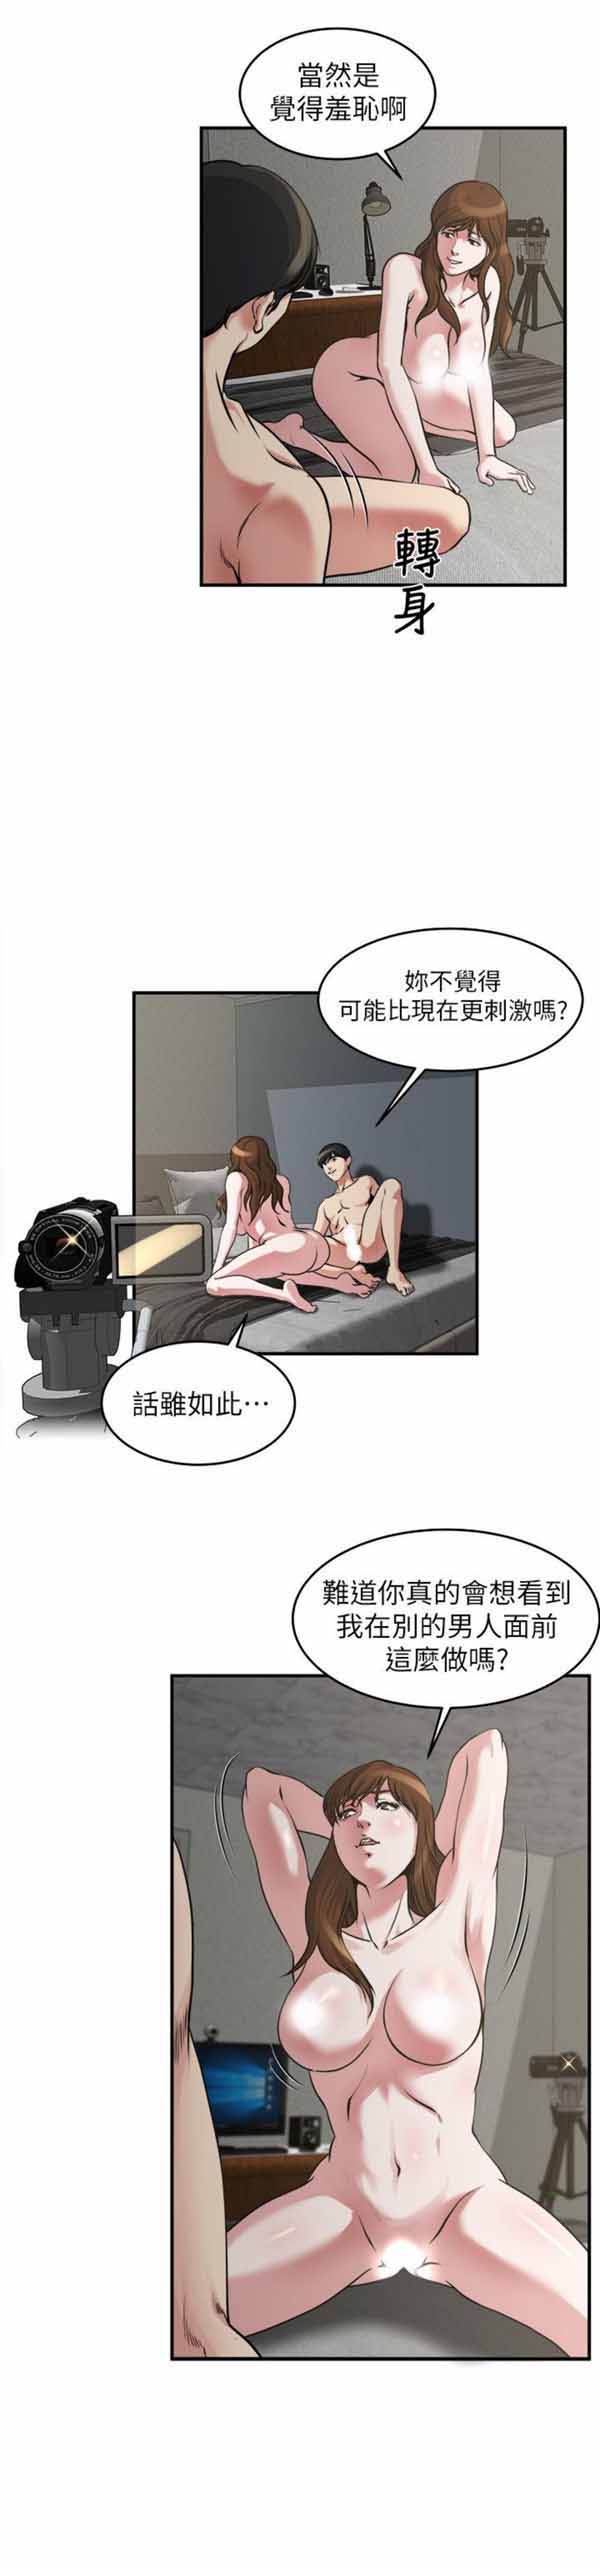 當然是
覺得羞恥啊
轉
身
妳不覺得
可能比現在更刺激嗎?
話雖如此…
難道你真的會想看到
我在別的男人面前
這麼做嗎?